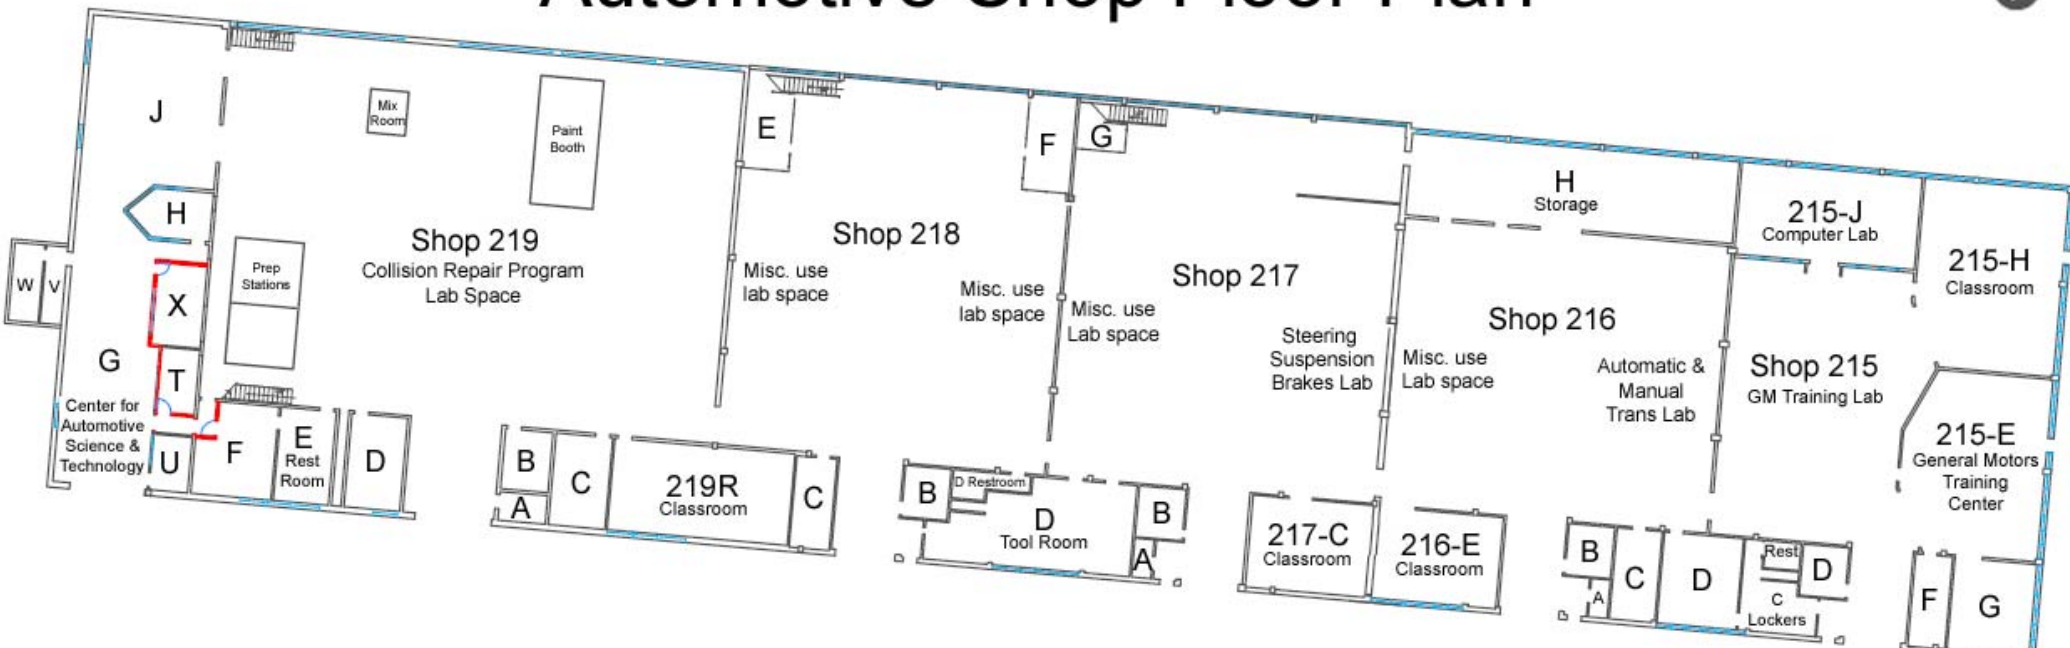 Automotive Shop Floor Plan
J
Mix
Room
Paint
Booth
E
F
G
H
Storage
215-J
Computer Lab
215-H
Classroom
H
W
V
X
T
G
Center for
Automotive
Science &
Technology
U
Prep
Stations
Shop 219
Collision Repair Program
Lab Space
Misc. use
lab space
Shop 218
Misc. use
lab space
Misc. use
Lab space
Shop 217
Steering
Suspension
Brakes Lab
Misc. use
Lab space
Shop 216
Automatic &
Manual
Trans Lab
Shop 215
GM Training Lab
215-E
General Motors
Training
Center
F
E
Rest
Room
D
B
A
C
219R
Classroom
C
B
D Restroom
D
Tool Room
B
A
217-C
Classroom
216-E
Classroom
B
A
C
D
Rest
D
C
Lockers
F
G